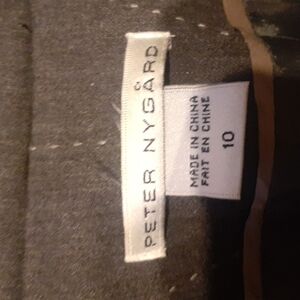 PETER NYGÅRD
MADE IN CHINA
FAIT EN CHINE
10